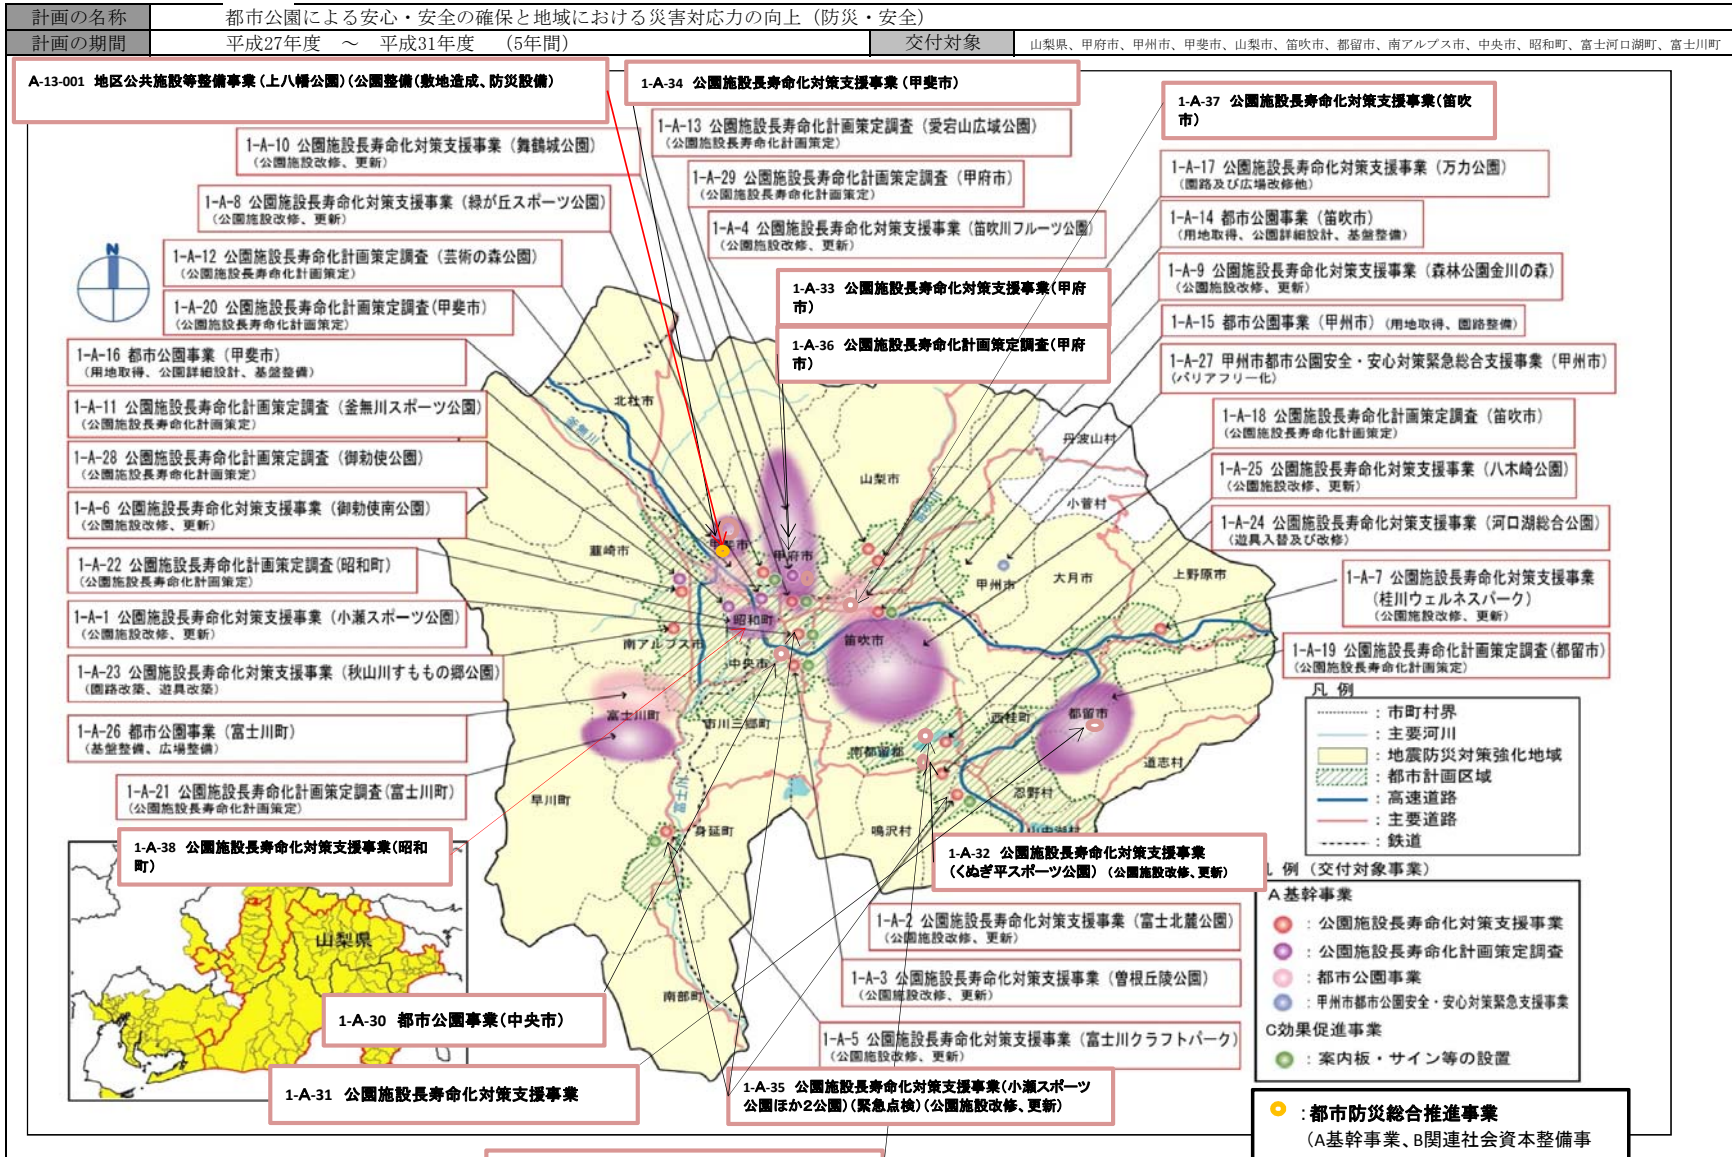 計画の名称 都市公園による安心・安全の確保と地域における災害対応力の向上（防災・安全）
計画の期間 平成27年度 ～ 平成31年度 （5年間） 交付対象 山梨県、甲府市、甲州市、甲斐市、山梨市、笛吹市、都留市、南アルプス市、中央市、昭和町、富士河口湖町、富士川町
A-13-001 地区公共施設等整備事業（上八幡公園）（公園整備（敷地造成、防災設備）
1-A-34 公園施設長寿命化対策支援事業（甲斐市）
1-A-37 公園施設長寿命化対策支援事業（笛吹
市）
1-A-10 公園施設長寿命化対策支援事業（舞鶴城公園）
（公園施設改修、更新）
1-A-13 公園施設長寿命化計画策定調査（愛宕山広域公園）
（公園施設長寿命化計画策定）
1-A-8 公園施設長寿命化対策支援事業（緑が丘スポーツ公園）
（公園施設改修、更新）
1-A-29 公園施設長寿命化計画策定調査（甲府市）
（公園施設長寿命化計画策定）
1-A-17 公園施設長寿命化対策支援事業（万力公園）
（園路及び広場改修他）
1-A-4 公園施設長寿命化対策支援事業（笛吹川フルーツ公園）
（公園施設改修、更新）
1-A-14 都市公園事業（笛吹市）
（用地取得、公園詳細設計、基盤整備）
N
1-A-12 公園施設長寿命化計画策定調査（芸術の森公園）
（公園施設長寿命化計画策定）
1-A-9 公園施設長寿命化対策支援事業（森林公園金川の森）
（公園施設改修、更新）
1-A-20 公園施設長寿命化計画策定調査（甲斐市）
（公園施設長寿命化計画策定）
1-A-33 公園施設長寿命化対策支援事業（甲府
市）
1-A-15 都市公園事業（甲州市）（用地取得、園路整備）
1-A-16 都市公園事業（甲斐市）
（用地取得、公園詳細設計、基盤整備）
1-A-36 公園施設長寿命化計画策定調査（甲府
市）
1-A-27 甲州市都市公園安全・安心対策緊急総合支援事業（甲州市）
（バリアフリー化）
1-A-11 公園施設長寿命化計画策定調査（釜無川スポーツ公園）
（公園施設長寿命化計画策定）
1-A-18 公園施設長寿命化計画策定調査（笛吹市）
（公園施設長寿命化計画策定）
1-A-28 公園施設長寿命化計画策定調査（御勅使公園）
（公園施設長寿命化計画策定）
1-A-25 公園施設長寿命化対策支援事業（八木崎公園）
（公園施設改修、更新）
1-A-6 公園施設長寿命化対策支援事業（御勅使南公園）
（公園施設改修、更新）
1-A-24 公園施設長寿命化対策支援事業（河口湖総合公園）
（遊具入替及び改修）
1-A-22 公園施設長寿命化計画策定調査（昭和町）
（公園施設長寿命化計画策定）
1-A-7 公園施設長寿命化対策支援事業
（桂川ウェルネスパーク）
（公園施設改修、更新）
1-A-1 公園施設長寿命化対策支援事業（小瀬スポーツ公園）
（公園施設改修、更新）
1-A-19 公園施設長寿命化計画策定調査（都留市）
（公園施設長寿命化計画策定）
1-A-23 公園施設長寿命化対策支援事業（秋山川すももの郷公園）
（園路改築、遊具改築）
1-A-26 都市公園事業（富士川町）
（基盤整備、広場整備）
1-A-21 公園施設長寿命化計画策定調査（富士川町）
（公園施設長寿命化計画策定）
1-A-38 公園施設長寿命化対策支援事業（昭和
町）
北杜市
釜無川
丹波山村
山梨市
小菅村
韮崎市
甲斐市
甲府市
甲州市
大月市
上野原市
昭和町
南アルプス市
笛吹市
中央市
富士川町
市川三郷町
西桂町
都留市
南都留郡
道志村
富士川
早川町
忍野村
身延町
鳴沢村
山中湖村
南部町
山梨県
凡 例
：市町村界
：主要河川
：地震防災対策強化地域
：都市計画区域
：高速道路
：主要道路
：鉄道
1-A-32 公園施設長寿命化対策支援事業
（くぬぎ平スポーツ公園）（公園施設改修、更新）
例（交付対象事業）
A基幹事業
：公園施設長寿命化対策支援事業
：公園施設長寿命化計画策定調査
：都市公園事業
：甲州市都市公園安全・安心対策緊急支援事業
C効果促進事業
：案内板・サイン等の設置
1-A-2 公園施設長寿命化対策支援事業（富士北麓公園）
（公園施設改修、更新）
1-A-3 公園施設長寿命化対策支援事業（曽根丘陵公園）
（公園施設改修、更新）
1-A-30 都市公園事業（中央市）
1-A-5 公園施設長寿命化対策支援事業（富士川クラフトパーク）
（公園施設改修、更新）
1-A-31 公園施設長寿命化対策支援事業
1-A-35 公園施設長寿命化対策支援事業（小瀬スポーツ
公園ほか2公園）（緊急点検）（公園施設改修、更新）
：都市防災総合推進事業
（A基幹事業、B関連社会資本整備事